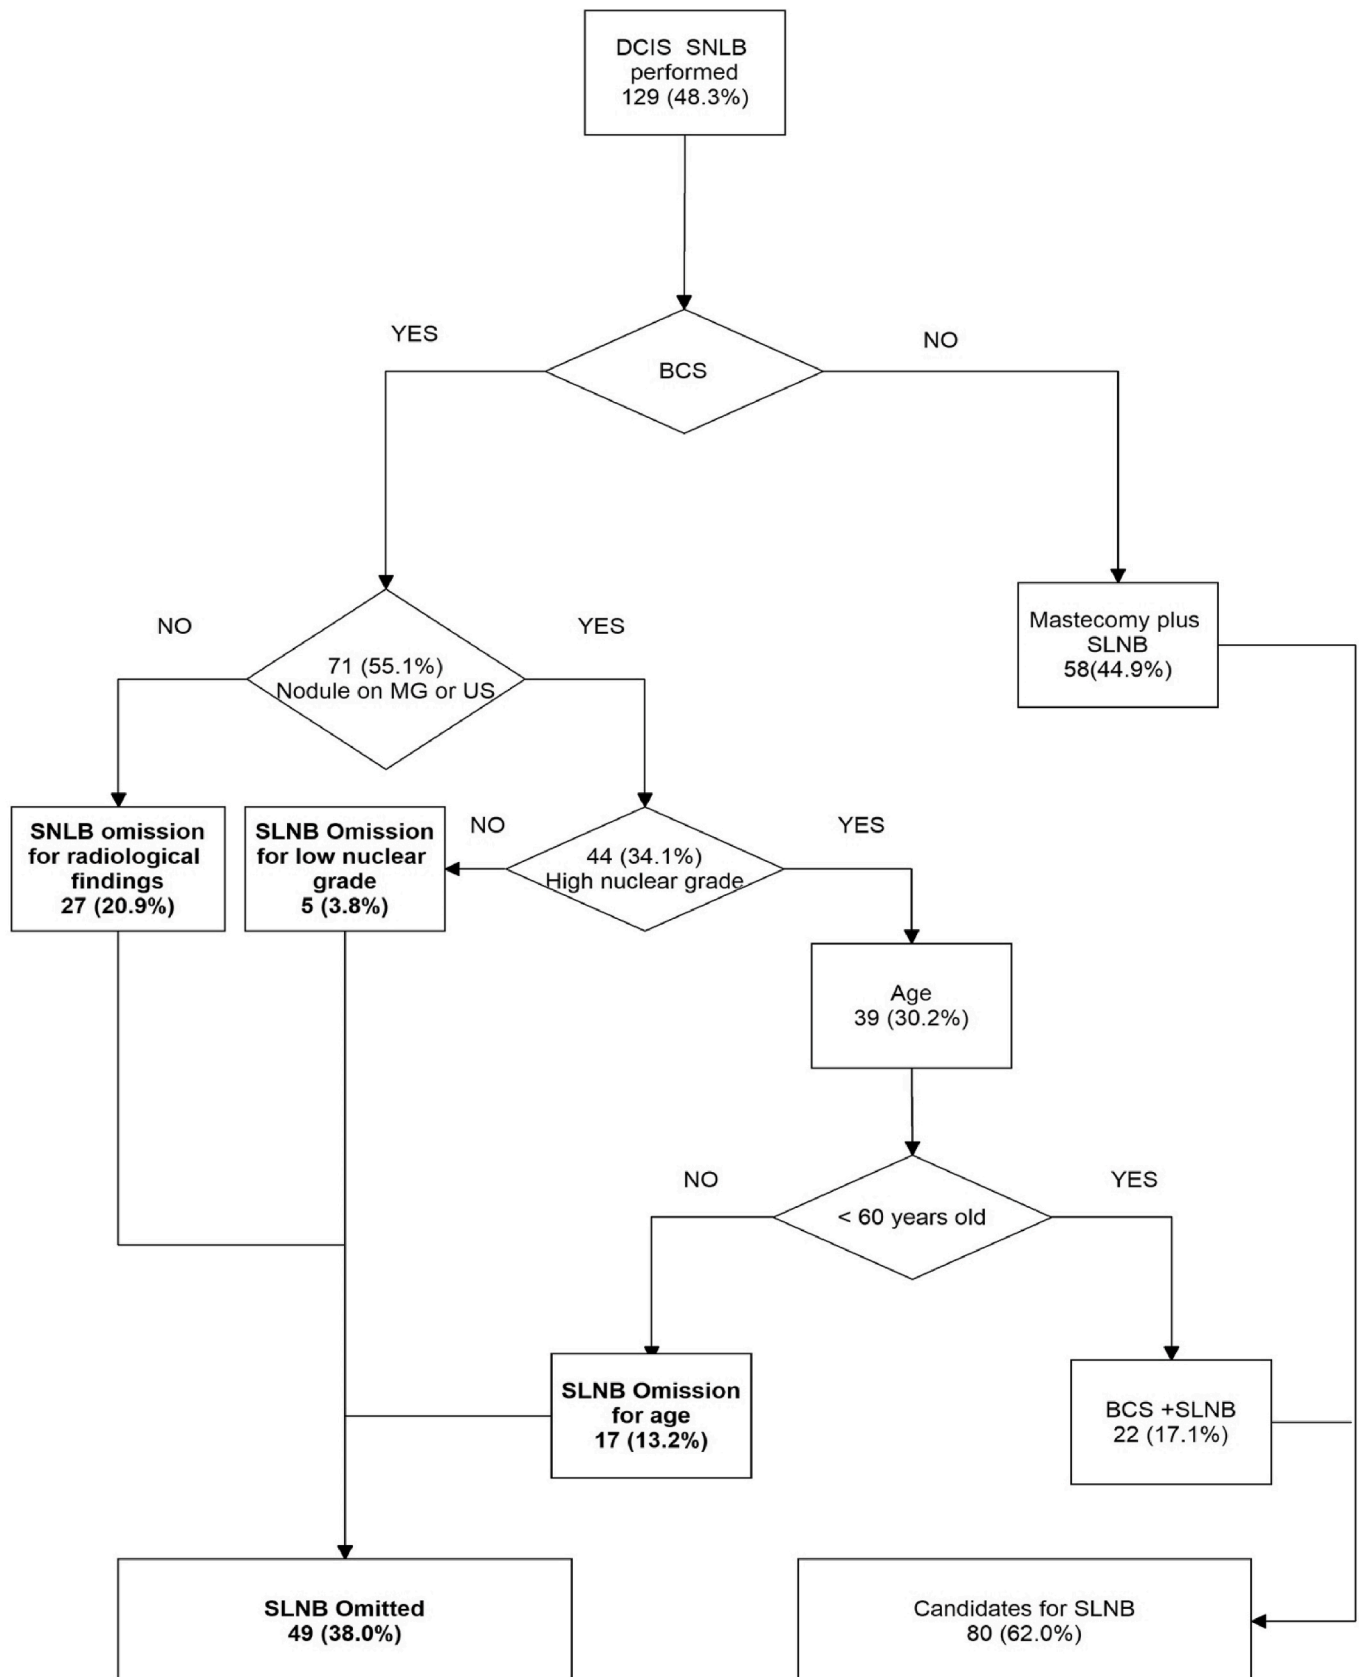 DCIS SNLB
performed
129 (48.3%)
YES
NO
BCS
Mastecomy plus
SLNB
58(44.9%)
NO
YES
71 (55.1%)
Nodule on MG or US
SNLB omission
for radiological
findings
27 (20.9%)
SLNB Omission
for low nuclear
grade
5 (3.8%)
NO
YES
44 (34.1%)
High nuclear grade
Age
39 (30.2%)
NO
YES
< 60 years old
SLNB Omission
for age
17 (13.2%)
BCS +SLNB
22 (17.1%)
SLNB Omitted
49 (38.0%)
Candidates for SLNB
80 (62.0%)